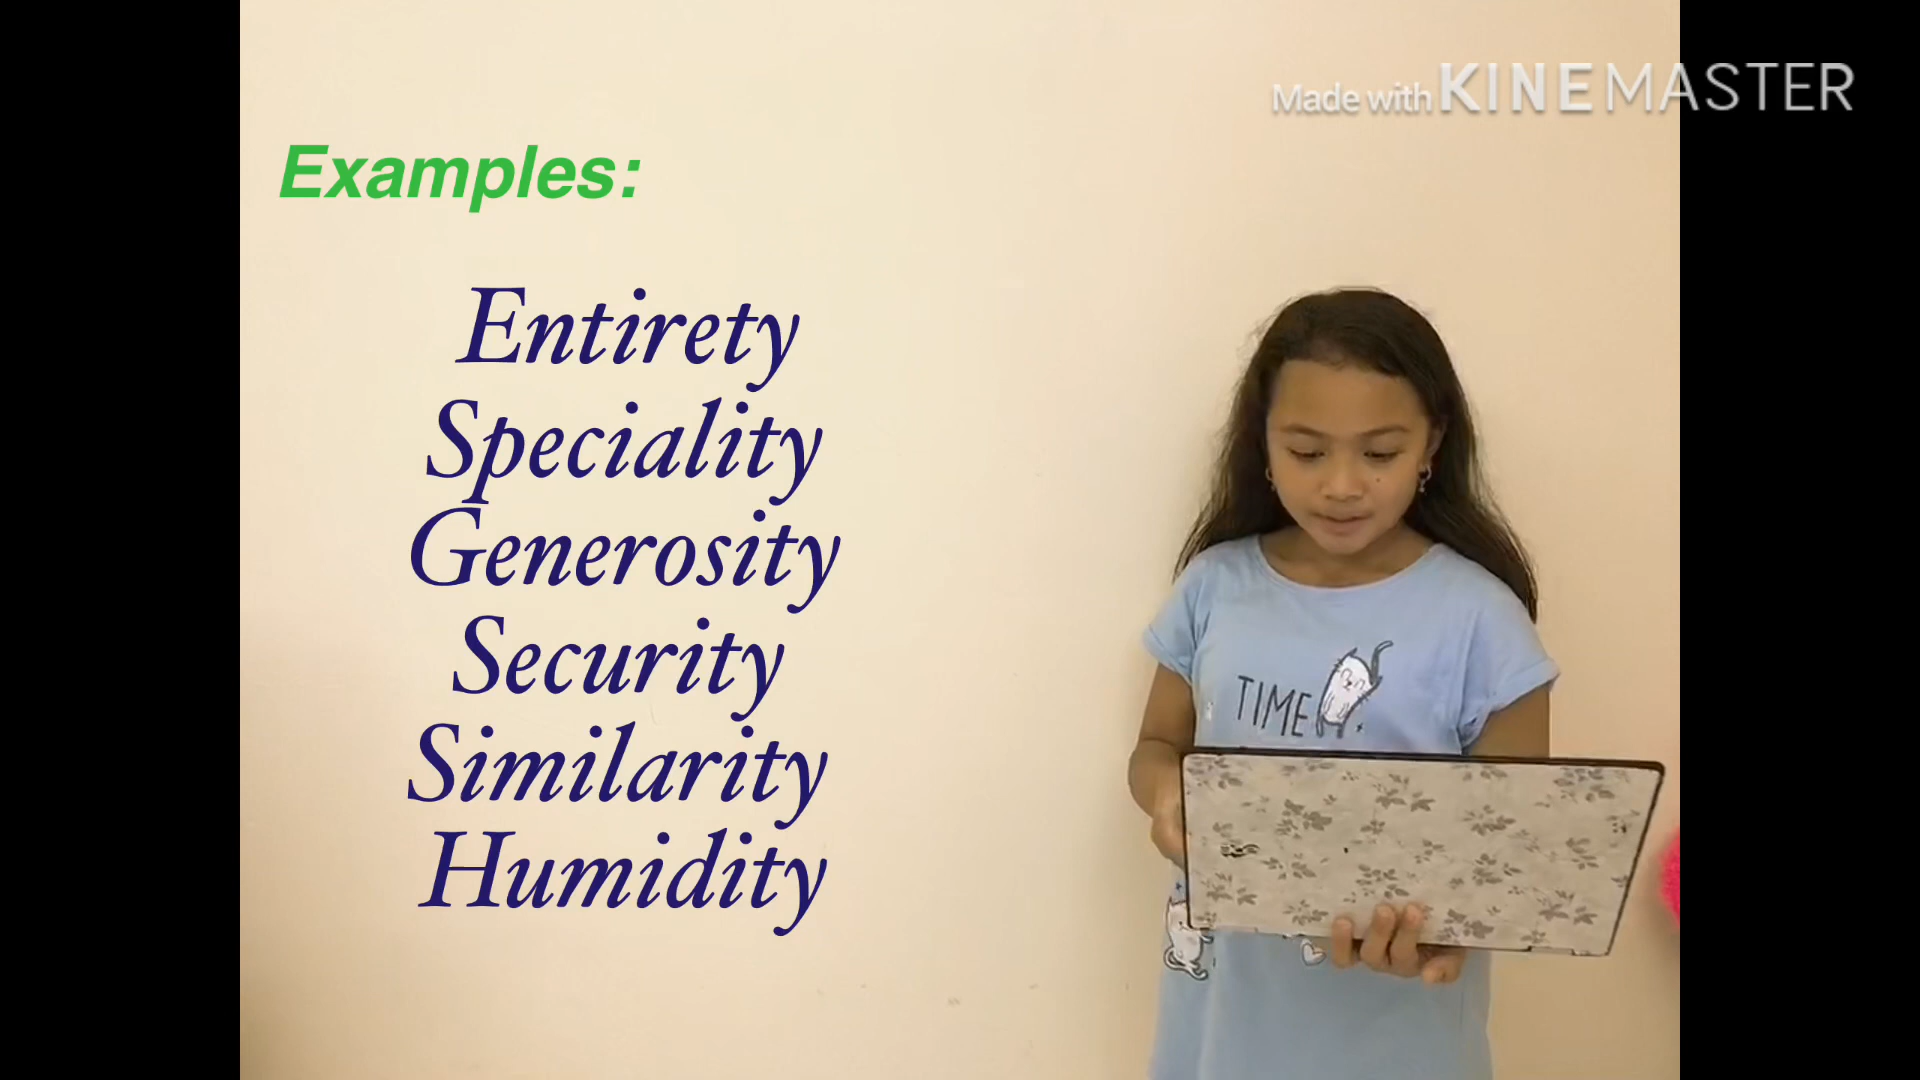 Made with KINEMASTER
Examples:
Entirety
Speciality
Generosity
Security
Similarity
Humidity
TIME